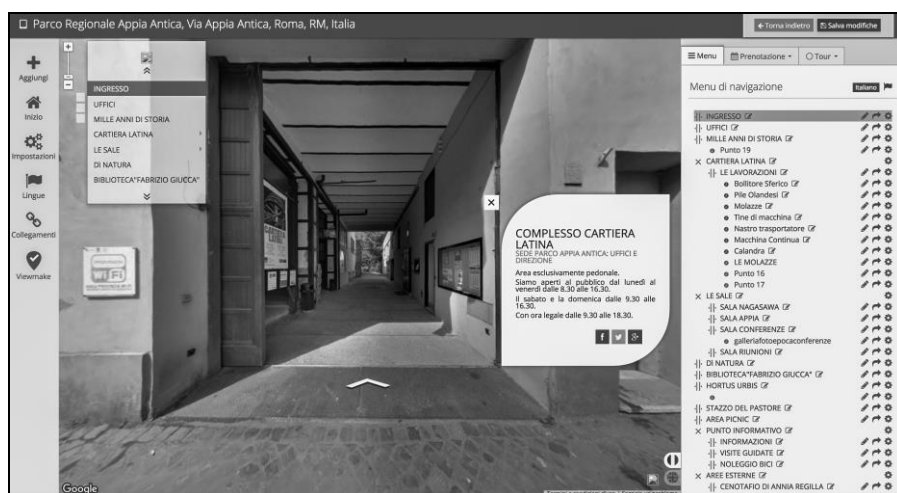 Parco Regionale Appia Antica, Via Appia Antica, Roma, RM, Italia
Torna indietro
Salva modifiche
Aggiungi
Inizio
Impostazioni
Lingue
Collegamenti
Viewmake
INGRESSO
UFFICI
MILLE ANNI DI STORIA
CARTIERA LATINA
LE SALE
DI NATURA
BIBLIOTECA"FABRIZIO GIUCCA"
Wi Fi
COMPLESSO CARTIERA
LATINA
SEDE PARCO APPIA ANTICA: UFFICI E
DIREZIONE
Area esclusivamente pedonale.
Siamo aperti al pubblico dal lunedì al
venerdì dalle 8.30 alle 16.30.
Il sabato e la domenica dalle 9.30 alle
16.30.
Con ora legale dalle 9.30 alle 18.30.
Google
Menu
Prenotazione
Tour
Menu di navigazione
Italiano
INGRESSO
UFFICI
MILLE ANNI DI STORIA
Punto 19
CARTIERA LATINA
LE LAVORAZIONI
Bollitore Sferico
Pile Olandesi
Molazze
Tine di macchina
Nastro trasportatore
Macchina Continua
Calandra
LE MOLAZZE
Punto 16
Punto 17
LE SALE
SALA NAGASAWA
SALA APPIA
SALA CONFERENZE
galleriafotoepocaconferenze
SALA RIUNIONI
DI NATURA
BIBLIOTECA"FABRIZIO GIUCCA"
HORTUS URBIS
STAZZO DEL PASTORE
AREA PICNIC
PUNTO INFORMATIVO
INFORMAZIONI
VISITE GUIDATE
NOLEGGIO BICI
AREE ESTERNE
CENOTAFIO DI ANNIA REGILLA